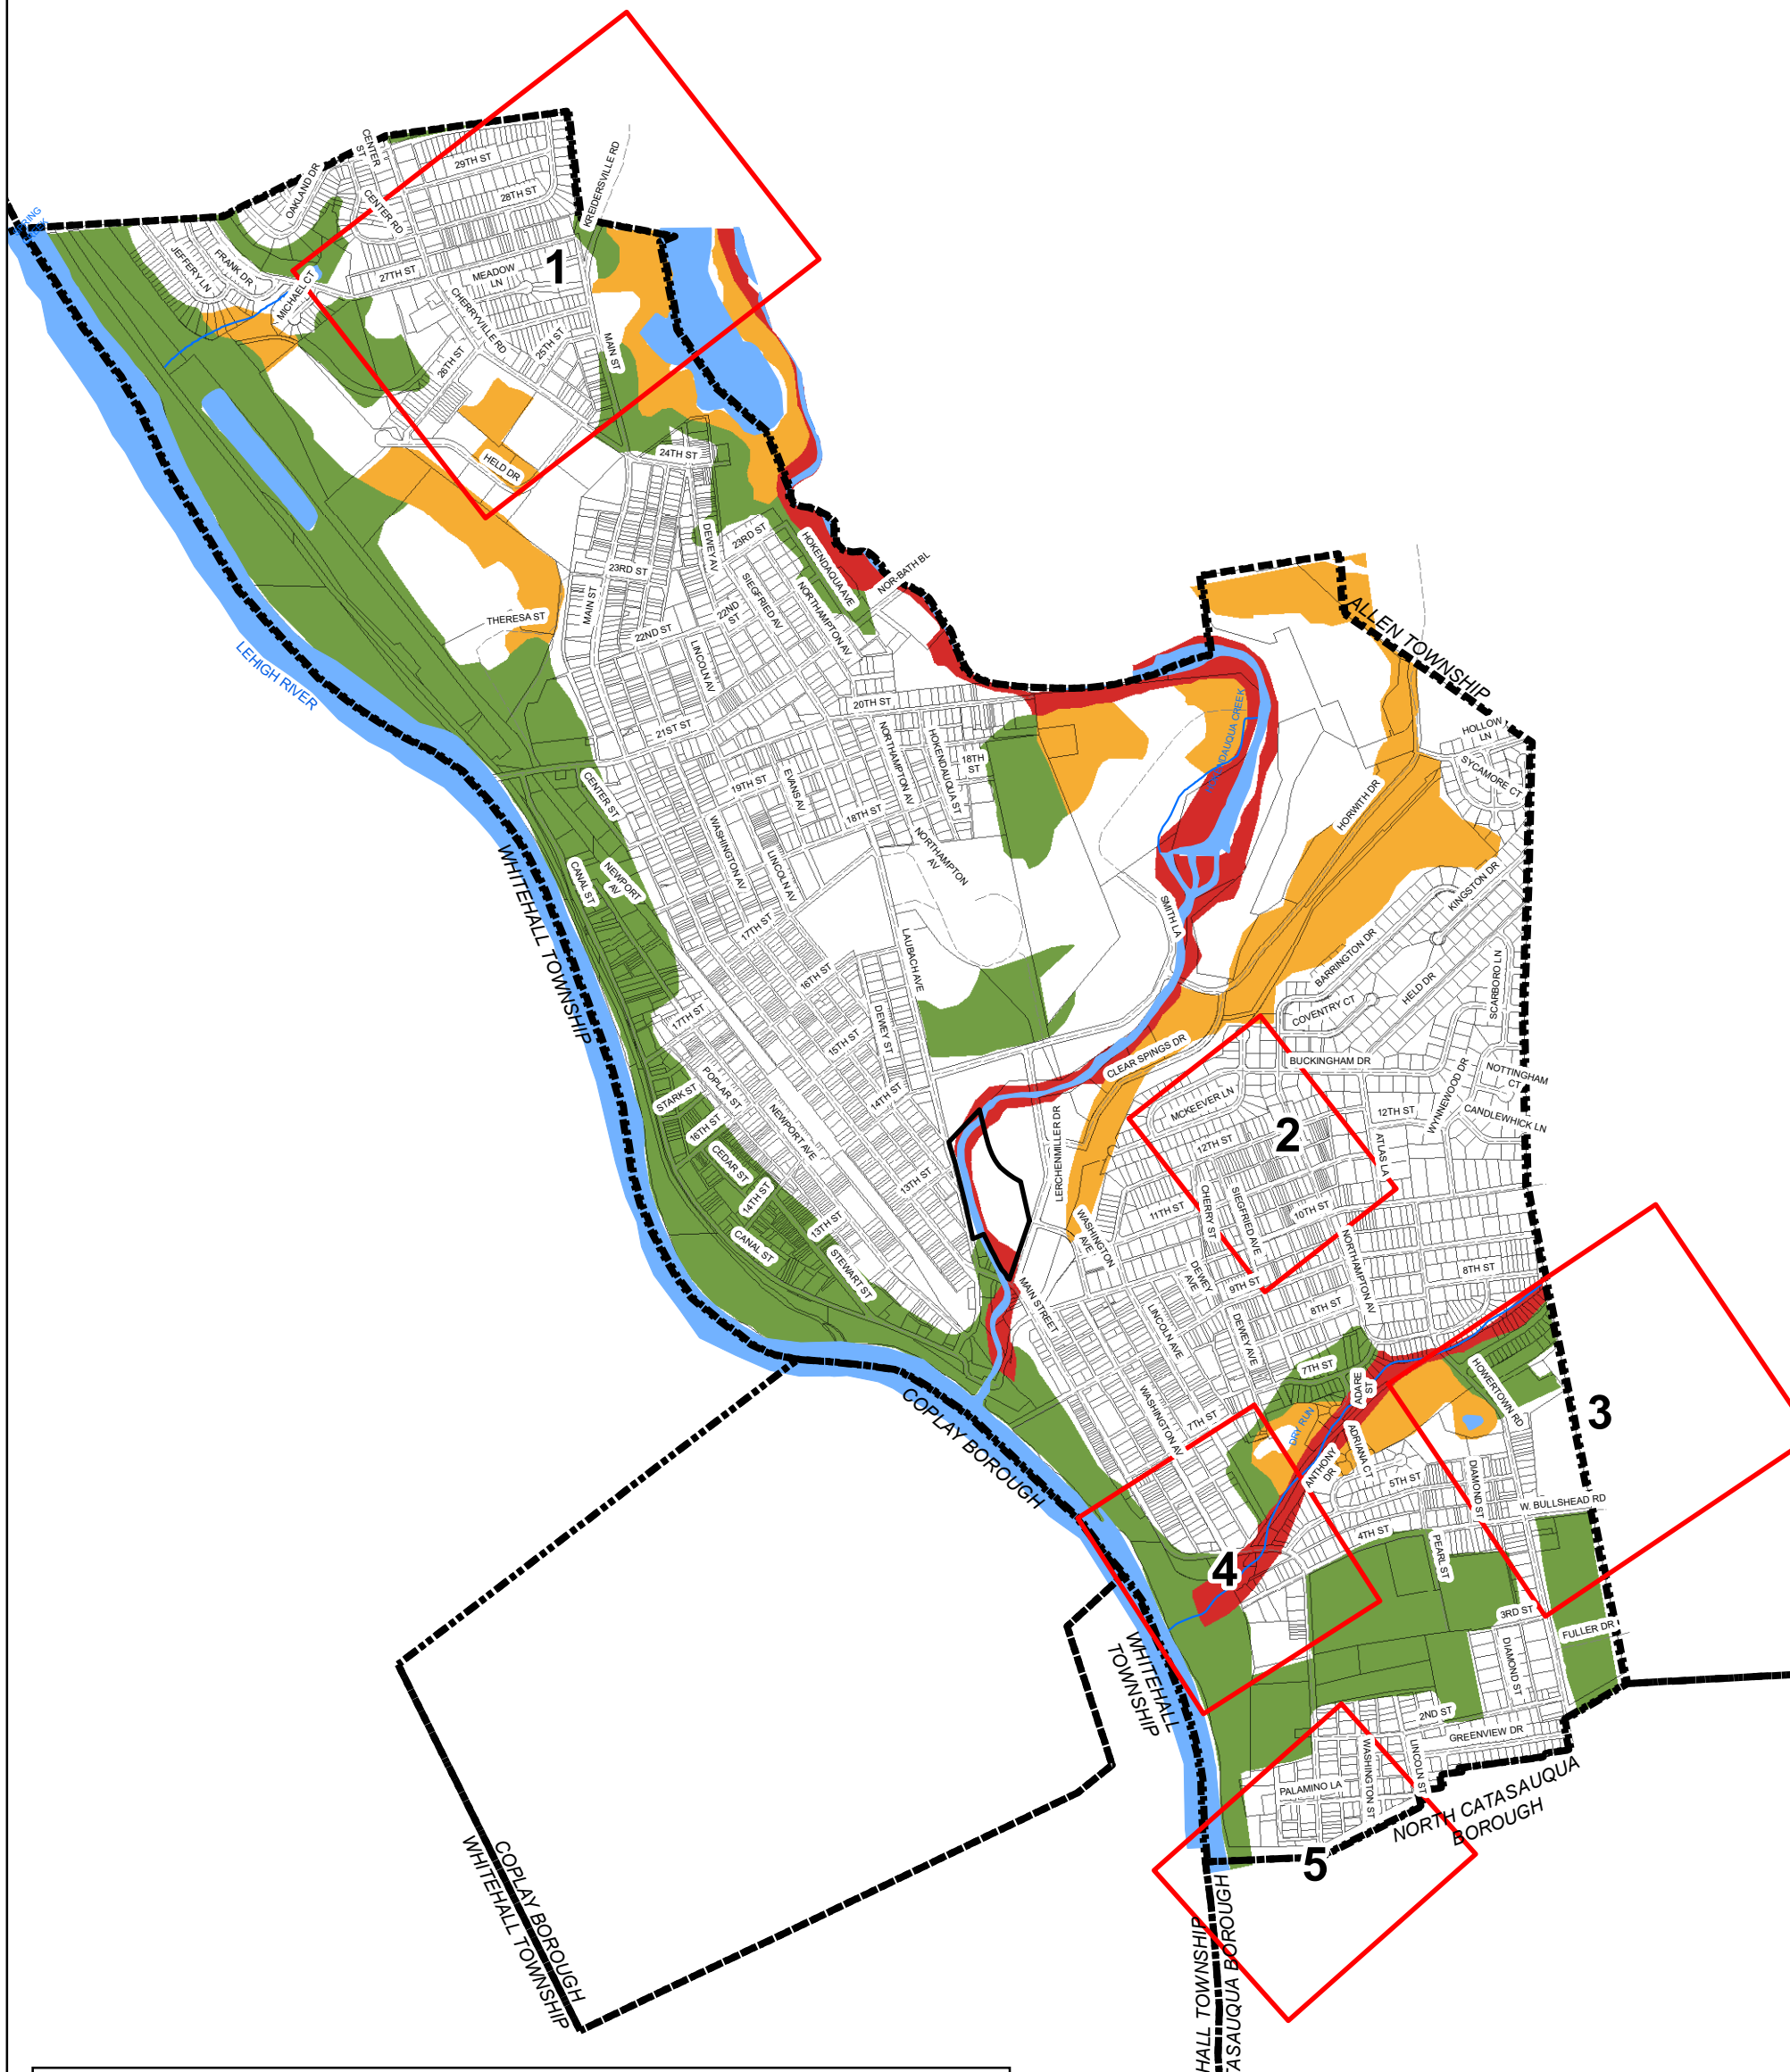 CENTER
ST
29TH ST
OAKLAND DR
28TH ST
KREIDERSVILLE RD
CENTER RD
FRANK DR
JEFFERY LN
27TH ST
MEADOW
LN
1
MICHAEL CT
CHERRYVILLE RD
25TH ST
MAIN ST
26TH ST
HELD DR
24TH ST
DEWEY AV
23RD ST
HOKENDAQUA AVE
23RD ST
SIEGFRIED AV
NORTHAMPTON AV
NOR-BATH BL
MAIN ST
22ND
ST
THERESA ST
22ND ST
LINCOLN AV
ALLEN TOWNSHIP
LEHIGH RIVER
20TH ST
21ST ST
NORTHAMPTON AV
HOKENDAUQUA ST
18TH
ST
HOLLOW
LN
SYCAMORE CT
CENTER ST
19TH ST
EVANS AV
18TH ST
HORWITH DR
WASHINGTON AV
LINCOLN AV
NORTHAMPTON
AV
CANAL ST
NEWPORT
AV
WHITEHALL TOWNSHIP
17TH ST
SMITH LA
KINGSTON DR
LAUBACH AVE
BARRINGTON DR
16TH ST
HELD DR
SCARBORO LN
COVENTRY CT
17TH ST
15TH ST
DEWEY ST
CLEAR SPINGS DR
BUCKINGHAM DR
POPLAR ST
STARK ST
14TH ST
NEWPORT AVE
MCKEEVER LN
WYNNEWOOD DR
NOTTINGHAM
CT
12TH ST
CANDLEWHICK LN
16TH ST
CEDAR ST
2
12TH ST
ATLAS LA
LERCHENMILLER DR
13TH ST
14TH ST
CHERRY ST
SIEGFRIED AVE
11TH ST
10TH ST
13TH ST
CANAL ST
STEWART ST
WASHINGTON
AVE
DEWEY
AVE
9TH ST
NORTHAMPTON AV
8TH ST
MAIN STREET
8TH ST
LINCOLN AVE
DEWEY AVE
7TH ST
ADARE
ST
HOWERTOWN RD
COPLAY BOROUGH
WASHINGTON AV
7TH ST
DRY RUN
3
ADRIANA CT
ANTHONY
DR
5TH ST
DIAMOND ST
W. BULLSHEAD RD
4TH ST
PEARL ST
4
3RD ST
FULLER DR
WHITEHALL
TOWNSHIP
DIAMOND ST
2ND ST
GREENVIEW DR
WASHINGTON ST
LINCOLN ST
PALAMINO LA
NORTH CATASAUQUA
BOROUGH
5
COPLAY BOROUGH
WHITEHALL TOWNSHIP
HALL TOWNSHIP
ASAUQUA BOROUGH